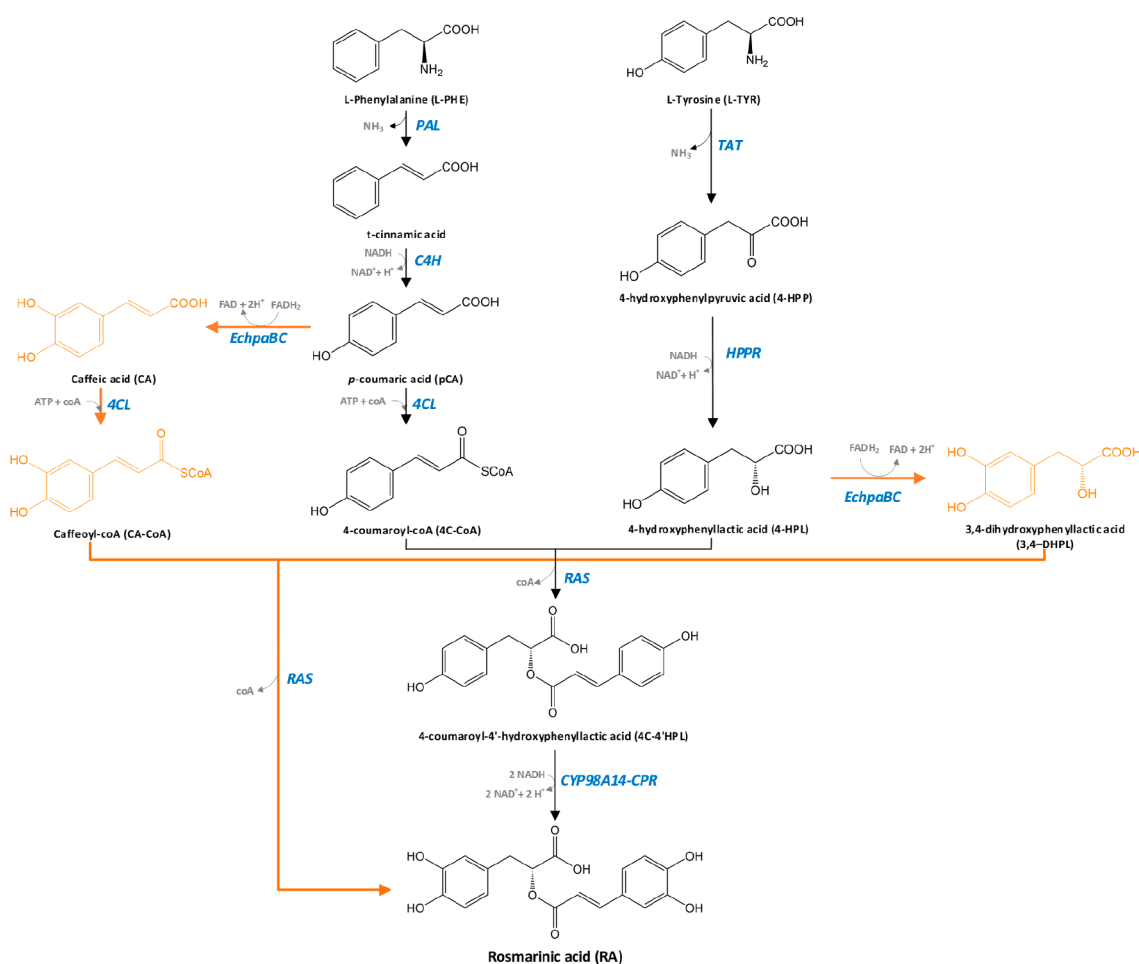 COOH
NH2
L-Phenylalanine (L-PHE)
COOH
NH2
HO
L-Tyrosine (L-TYR)
NH3
PAL
NH3
TAT
COOH
t-cinnamic acid
COOH
O
HO
4-hydroxyphenylpyruvic acid (4-HPP)
NADH
NAD++ H+
C4H
HO
HO
COOH
Caffeic acid (CA)
FAD + 2H+
FADH2
EchpaBC
COOH
HO
p-coumaric acid (pCA)
NADH
NAD++ H+
HPPR
ATP + coA
4CL
ATP + coA
4CL
O
HO
HO
SCoA
Caffeoyl-coA (CA-CoA)
O
SCoA
HO
4-coumaroyl-coA (4C-CoA)
COOH
OH
HO
4-hydroxyphenyllactic acid (4-HPL)
FADH2
FAD + 2H+
EchpaBC
HO
HO
COOH
OH
3,4-dihydroxyphenyllactic acid
(3,4–DHPL)
coA
RAS
coA
RAS
O
OH
HO
O
O
OH
4-coumaroyl-4'-hydroxyphenyllactic acid (4C-4'HPL)
2 NADH
2 NAD++ 2 H+
CYP98A14-CPR
O
OH
HO
HO
O
O
OH
OH
Rosmarinic acid (RA)